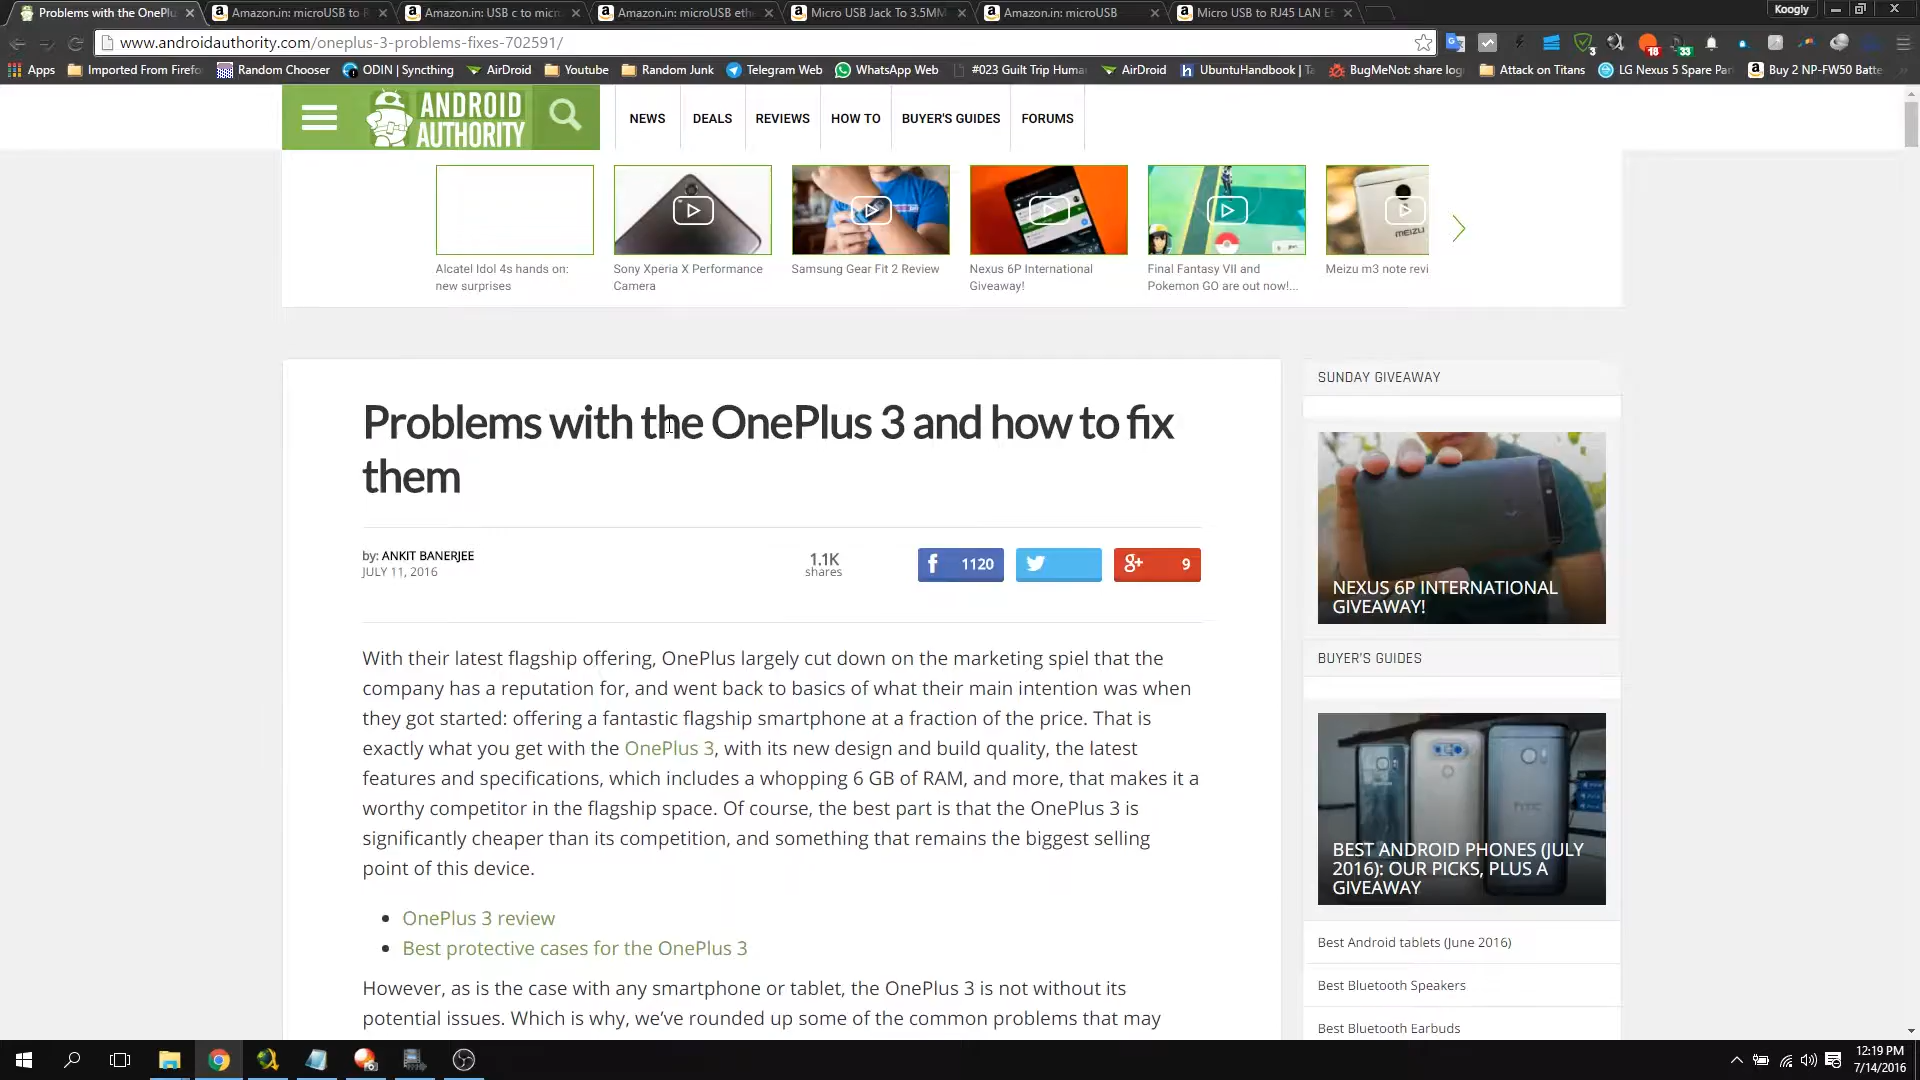 Problems with the OnePlu
Amazon.in: microUSB to R
Amazon.in: USB c to micr
Amazon.in: microUSB ethe
Micro USB Jack To 3.5MM
Amazon.in: microUSB
Micro USB to RJ45 LAN Et
Koogly
www.androidauthority.com/oneplus-3-problems-fixes-702591/
3
18
33
Apps
Imported From Firefo
Random Chooser
ODIN | Syncthing
AirDroid
Youtube
Random Junk
Telegram Web
WhatsApp Web
#023 Guilt Trip Huma
AirDroid
UbuntuHandbook | Ta
BugMeNot: share log
Attack on Titans
LG Nexus 5 Spare Par
Buy 2 NP-FW50 Batte
ANDROID
AUTHORITY
NEWS
DEALS
REVIEWS
HOW TO
BUYER'S GUIDES
FORUMS
MEIZU
Alcatel Idol 4s hands on:
new surprises
Sony Xperia X Performance
Camera
Samsung Gear Fit 2 Review
Nexus 6P International
Giveaway!
Final Fantasy VII and
Pokemon GO are out now!...
Meizu m3 note revi
Problems with the OnePlus 3 and how to fix
them
by: ANKIT BANERJEE
JULY 11, 2016
1.1K
shares
1120
g+ 9
With their latest flagship offering, OnePlus largely cut down on the marketing spiel that the
company has a reputation for, and went back to basics of what their main intention was when
they got started: offering a fantastic flagship smartphone at a fraction of the price. That is
exactly what you get with the OnePlus 3, with its new design and build quality, the latest
features and specifications, which includes a whopping 6 GB of RAM, and more, that makes it a
worthy competitor in the flagship space. Of course, the best part is that the OnePlus 3 is
significantly cheaper than its competition, and something that remains the biggest selling
point of this device.
OnePlus 3 review
Best protective cases for the OnePlus 3
However, as is the case with any smartphone or tablet, the OnePlus 3 is not without its
potential issues. Which is why, we've rounded up some of the common problems that may
SUNDAY GIVEAWAY
NEXUS 6P INTERNATIONAL
GIVEAWAY!
BUYER'S GUIDES
BEST ANDROID PHONES (JULY
2016): OUR PICKS, PLUS A
GIVEAWAY
Best Android tablets (June 2016)
Best Bluetooth Speakers
Best Bluetooth Earbuds
12:19 PM
7/14/2016